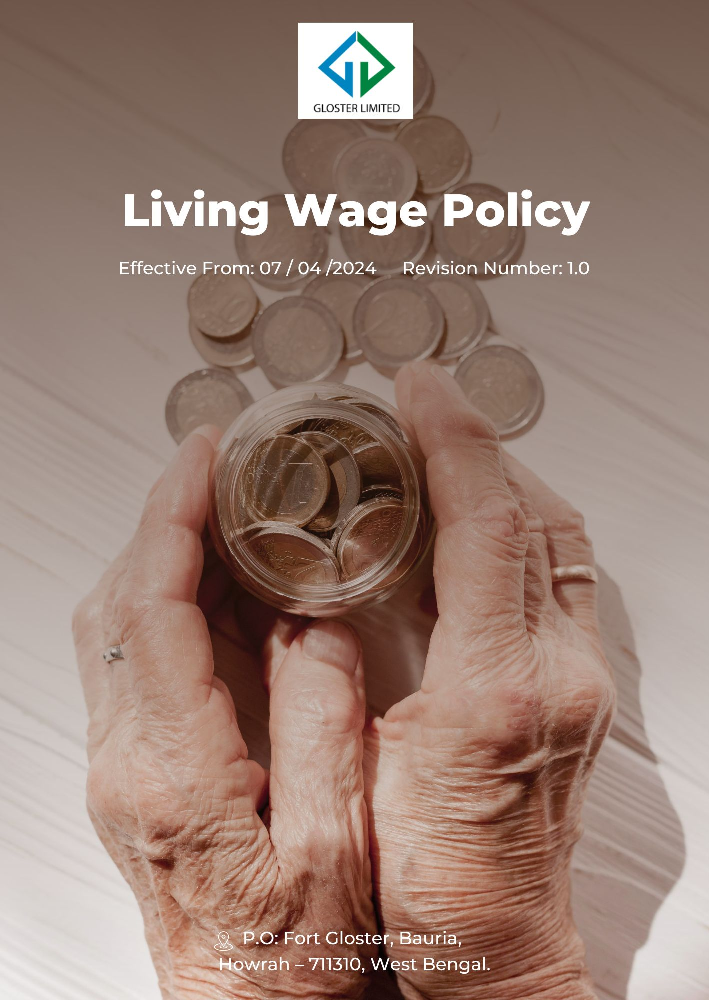 GLOSTER LIMITED
Living Wage Policy
Effective From: 07 / 04 /2024 Revision Number: 1.0
P.O: Fort Gloster, Bauria,
Howrah – 711310, West Bengal.